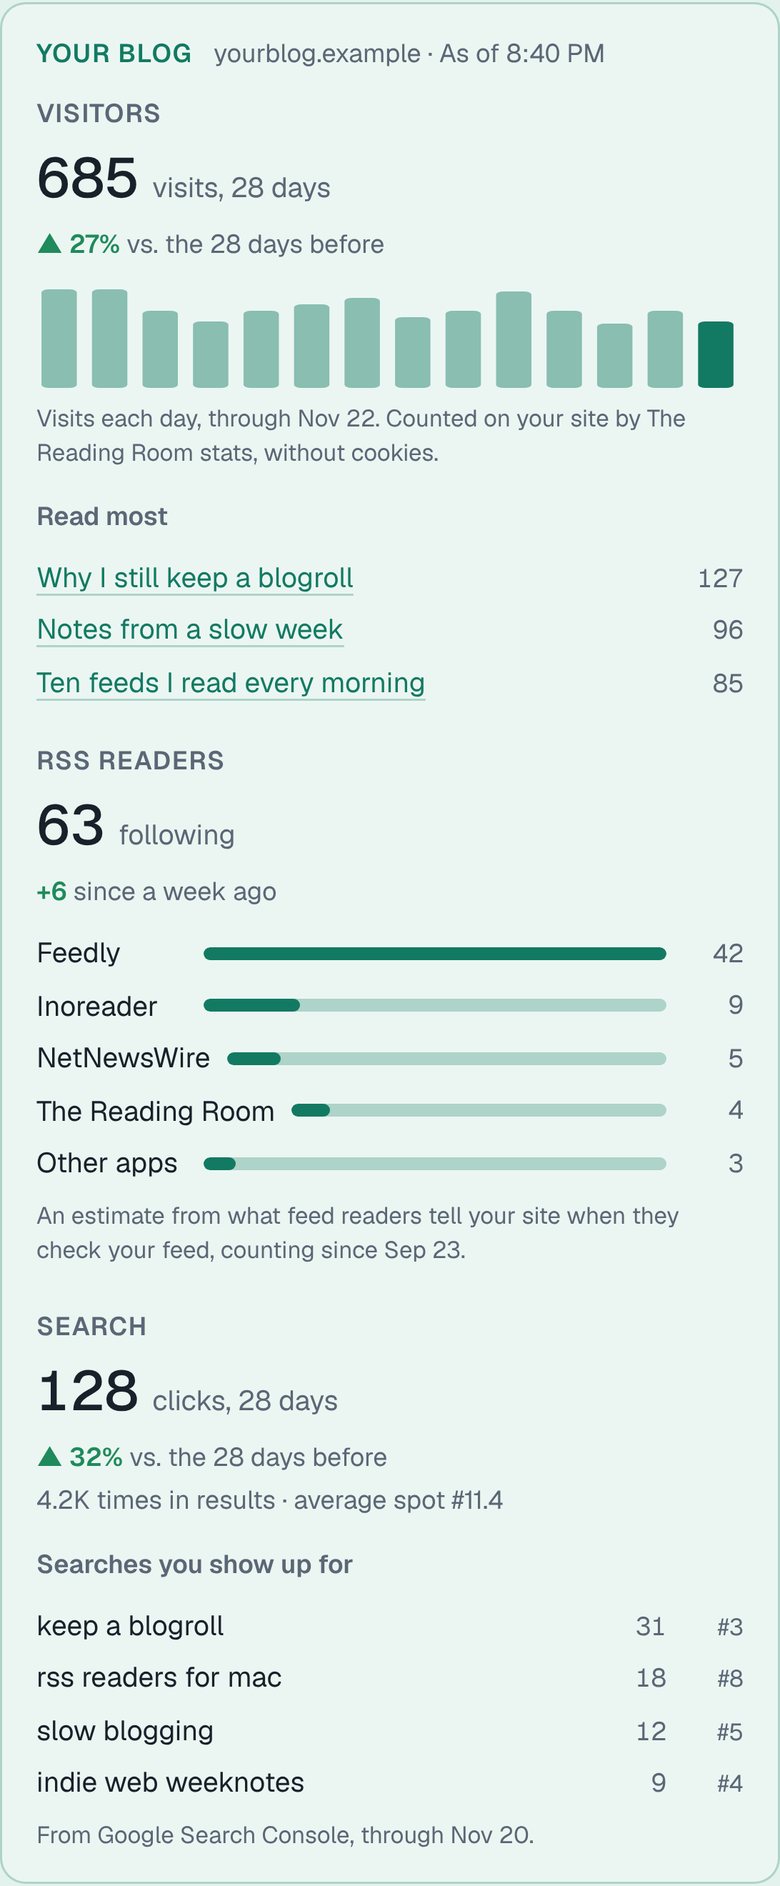 YOUR BLOG yourblog.example · As of 8:40 PM
VISITORS
685 visits, 28 days
▲ 27% vs. the 28 days before
Visits each day, through Nov 22. Counted on your site by The
Reading Room stats, without cookies.
Read most
Why I still keep a blogroll 127
Notes from a slow week 96
Ten feeds I read every morning 85
RSS READERS
63 following
+6 since a week ago
Feedly 42
Inoreader 9
NetNewsWire 5
The Reading Room 4
Other apps 3
An estimate from what feed readers tell your site when they
check your feed, counting since Sep 23.
SEARCH
128 clicks, 28 days
▲ 32% vs. the 28 days before
4.2K times in results · average spot #11.4
Searches you show up for
keep a blogroll 31 #3
rss readers for mac 18 #8
slow blogging 12 #5
indie web weeknotes 9 #4
From Google Search Console, through Nov 20.